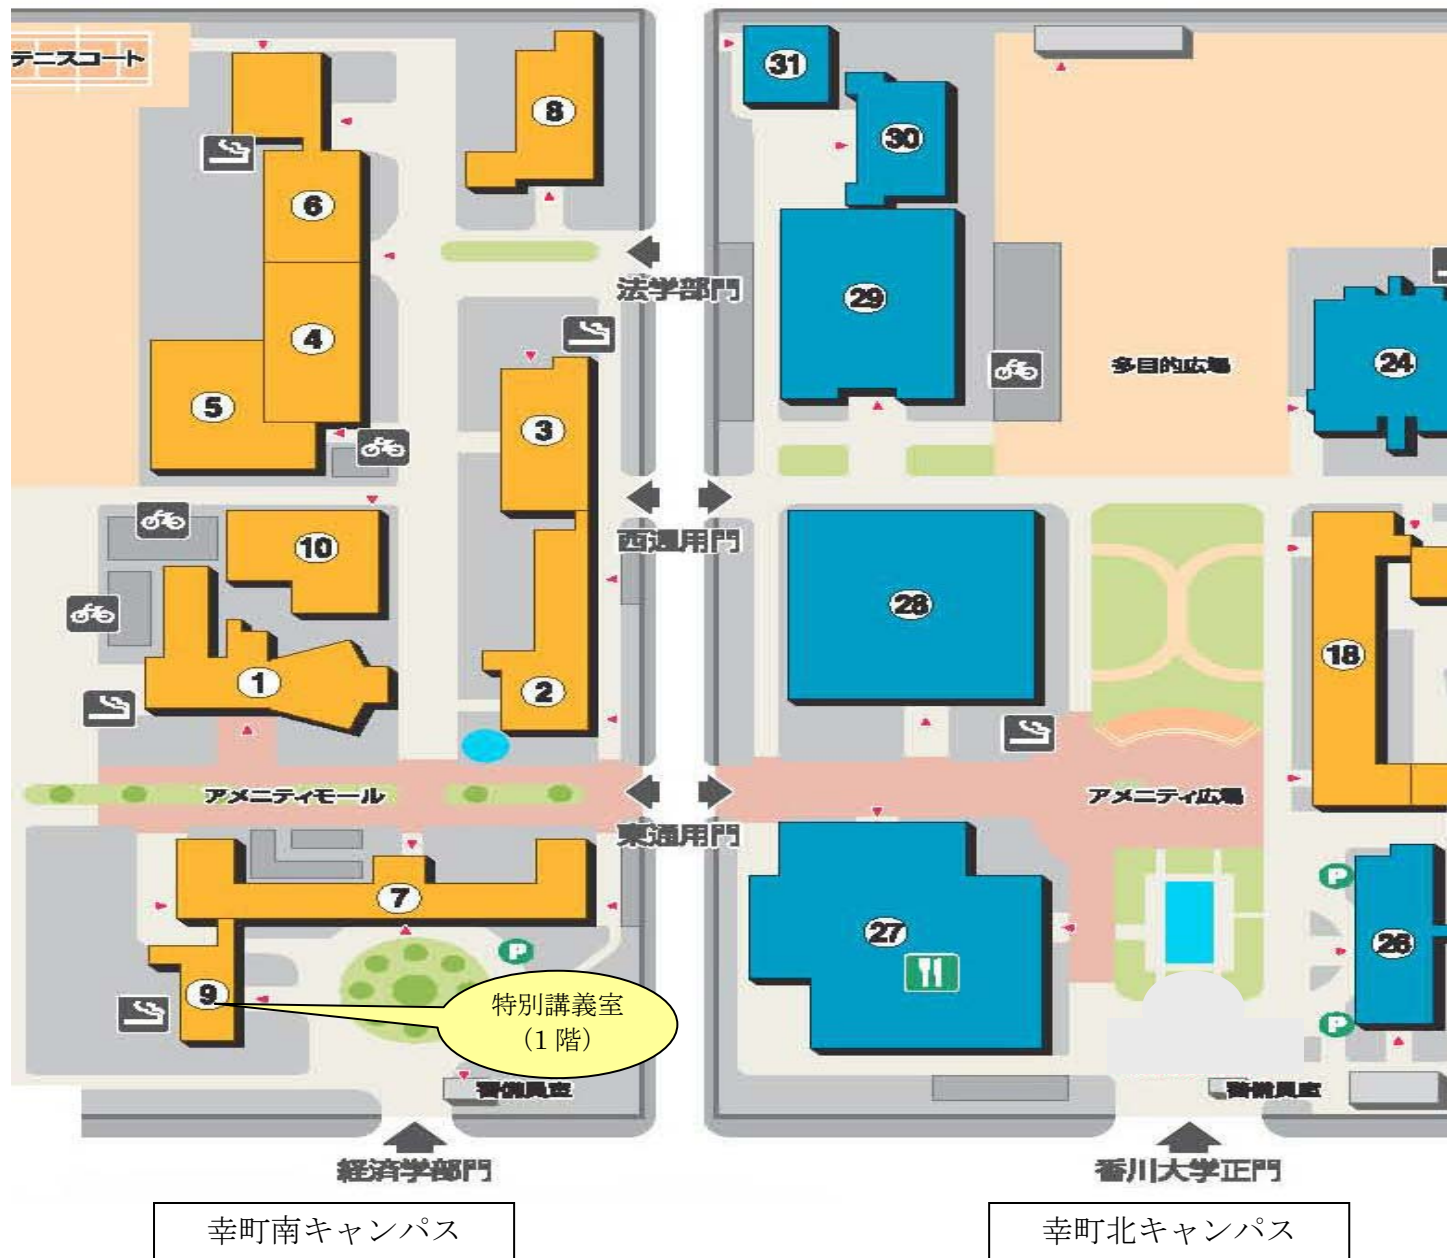 テニスコート
8
31
30
6
法学部門
29
4
多目的広場
24
5
3
西通用門
10
28
18
1
2
アメニティモール
アメニティ広場
東通用門
7
P
P
27
26
9
特別講義室
（1 階）
P
警備員室
警備員室
経済学部門
香川大学正門
幸町南キャンパス
幸町北キャンパス